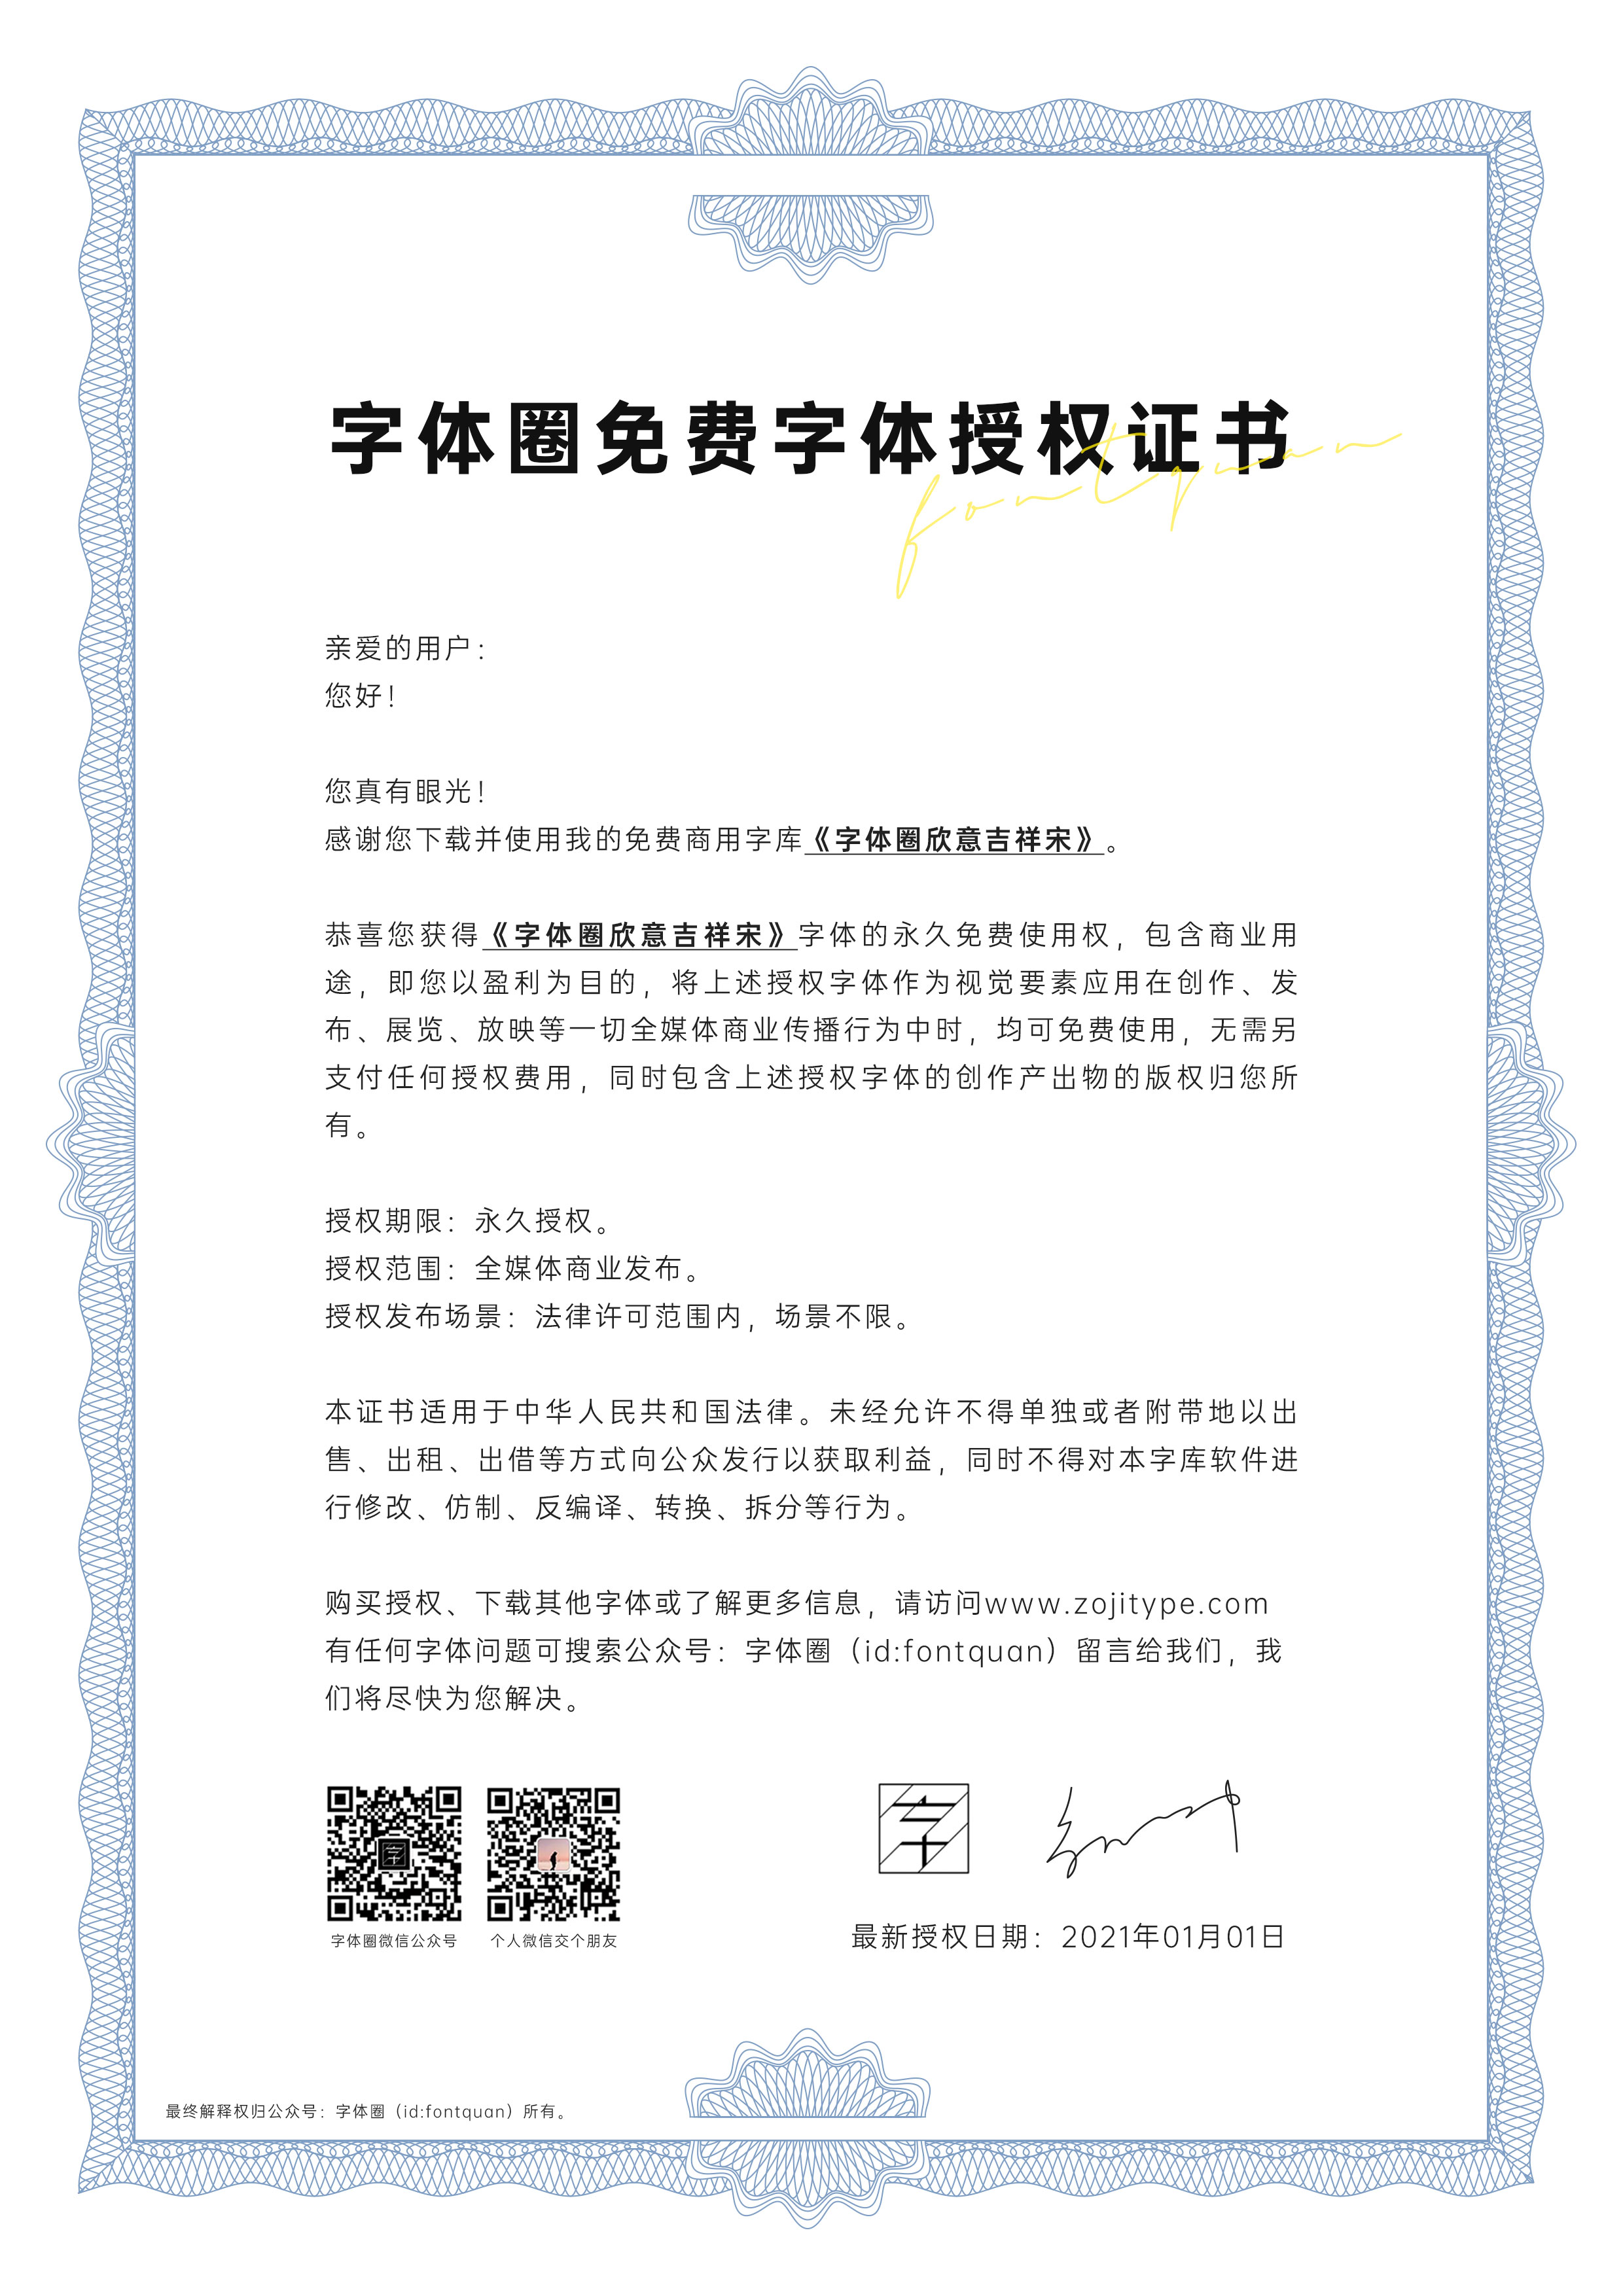 字体圈免费字体授权证书
fontquan
亲爱的用户：
您好！
您真有眼光！
感谢您下载并使用我的免费商用字库《字体圈欣意吉祥宋》。
恭喜您获得《字体圈欣意吉祥宋》字体的永久免费使用权，包含商业用
途，即您以盈利为目的，将上述授权字体作为视觉要素应用在创作、发
布、展览、放映等一切全媒体商业传播行为中时，均可免费使用，无需另
支付任何授权费用，同时包含上述授权字体的创作产出物的版权归您所
有。
授权期限：永久授权。
授权范围：全媒体商业发布。
授权发布场景：法律许可范围内，场景不限。
本证书适用于中华人民共和国法律。未经允许不得单独或者附带地以出
售、出租、出借等方式向公众发行以获取利益，同时不得对本字库软件进
行修改、仿制、反编译、转换、拆分等行为。
购买授权、下载其他字体或了解更多信息，请访问www.zojitype.com
有任何字体问题可搜索公众号：字体圈（id:fontquan）留言给我们，我
们将尽快为您解决。
字
字体圈微信公众号
个人微信交个朋友
最新授权日期：2021年01月01日
最终解释权归公众号：字体圈（id:fontquan）所有。